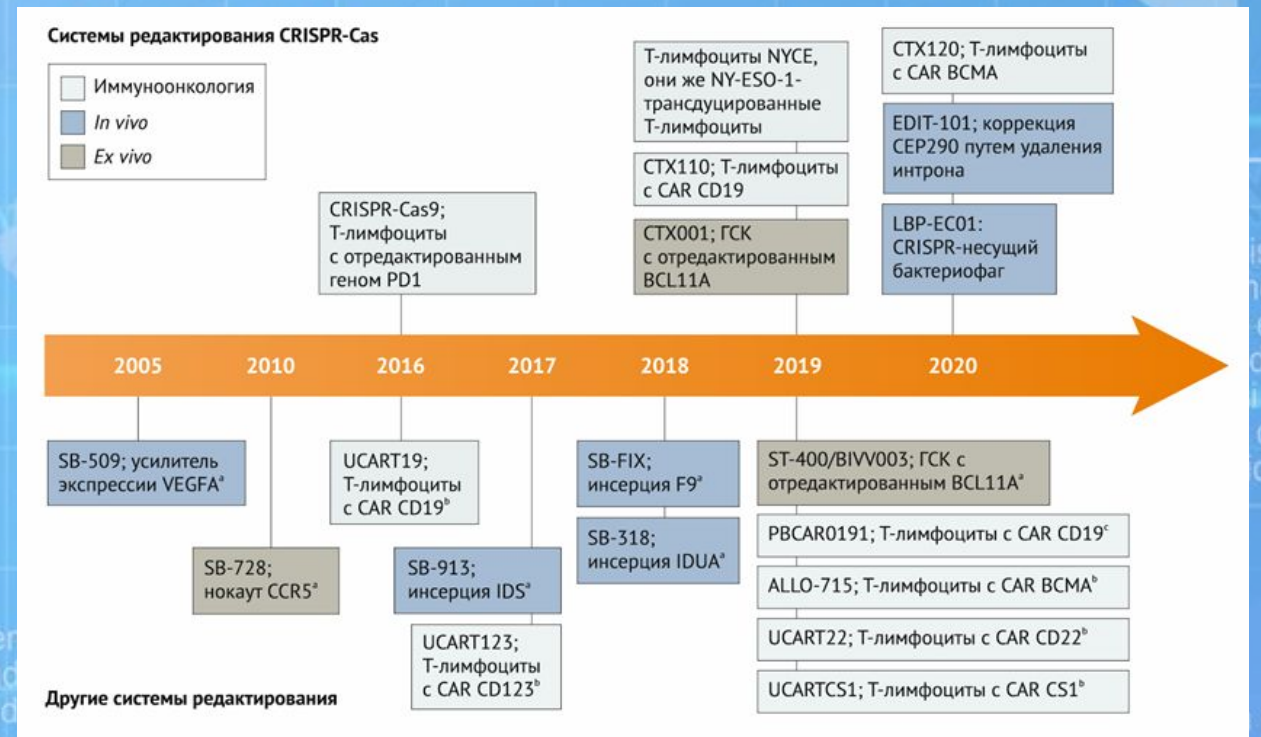 Системы редактирования CRISPR-Cas
Иммуноонкология
In vivo
Ex vivo
CRISPR-Cas9;
Т-лимфоциты
с отредактированным
геном PD1
Т-лимфоциты NYCE,
они же NY-ESO-1-
трансдуцированные
Т-лимфоциты
CTX110; Т-лимфоциты
с CAR CD19
CTX001; ГСК
с отредактированным
BCL11A
CTX120; Т-лимфоциты
с CAR BCMA
EDIT-101; коррекция
CEP290 путем удаления
интрона
LBP-EC01:
CRISPR-несущий
бактериофаг
2005 2010 2016 2017 2018 2019 2020
SB-509; усилитель
экспрессии VEGFAᵃ
SB-728;
нокаут CCR5ᵃ
UCART19;
Т-лимфоциты
с CAR CD19ᵇ
SB-913;
инсерция IDSᵃ
UCART123;
Т-лимфоциты
с CAR CD123ᵇ
SB-FIX;
инсерция F9ᵃ
SB-318;
инсерция IDUAᵃ
ST-400/BIVV003; ГСК с
отредактированным BCL11Aᵃ
PBCAR0191; Т-лимфоциты с CAR CD19ᶜ
ALLO-715; Т-лимфоциты с CAR BCMAᵇ
UCART22; Т-лимфоциты с CAR CD22ᵇ
UCARTCS1; Т-лимфоциты с CAR CS1ᵇ
Другие системы редактирования